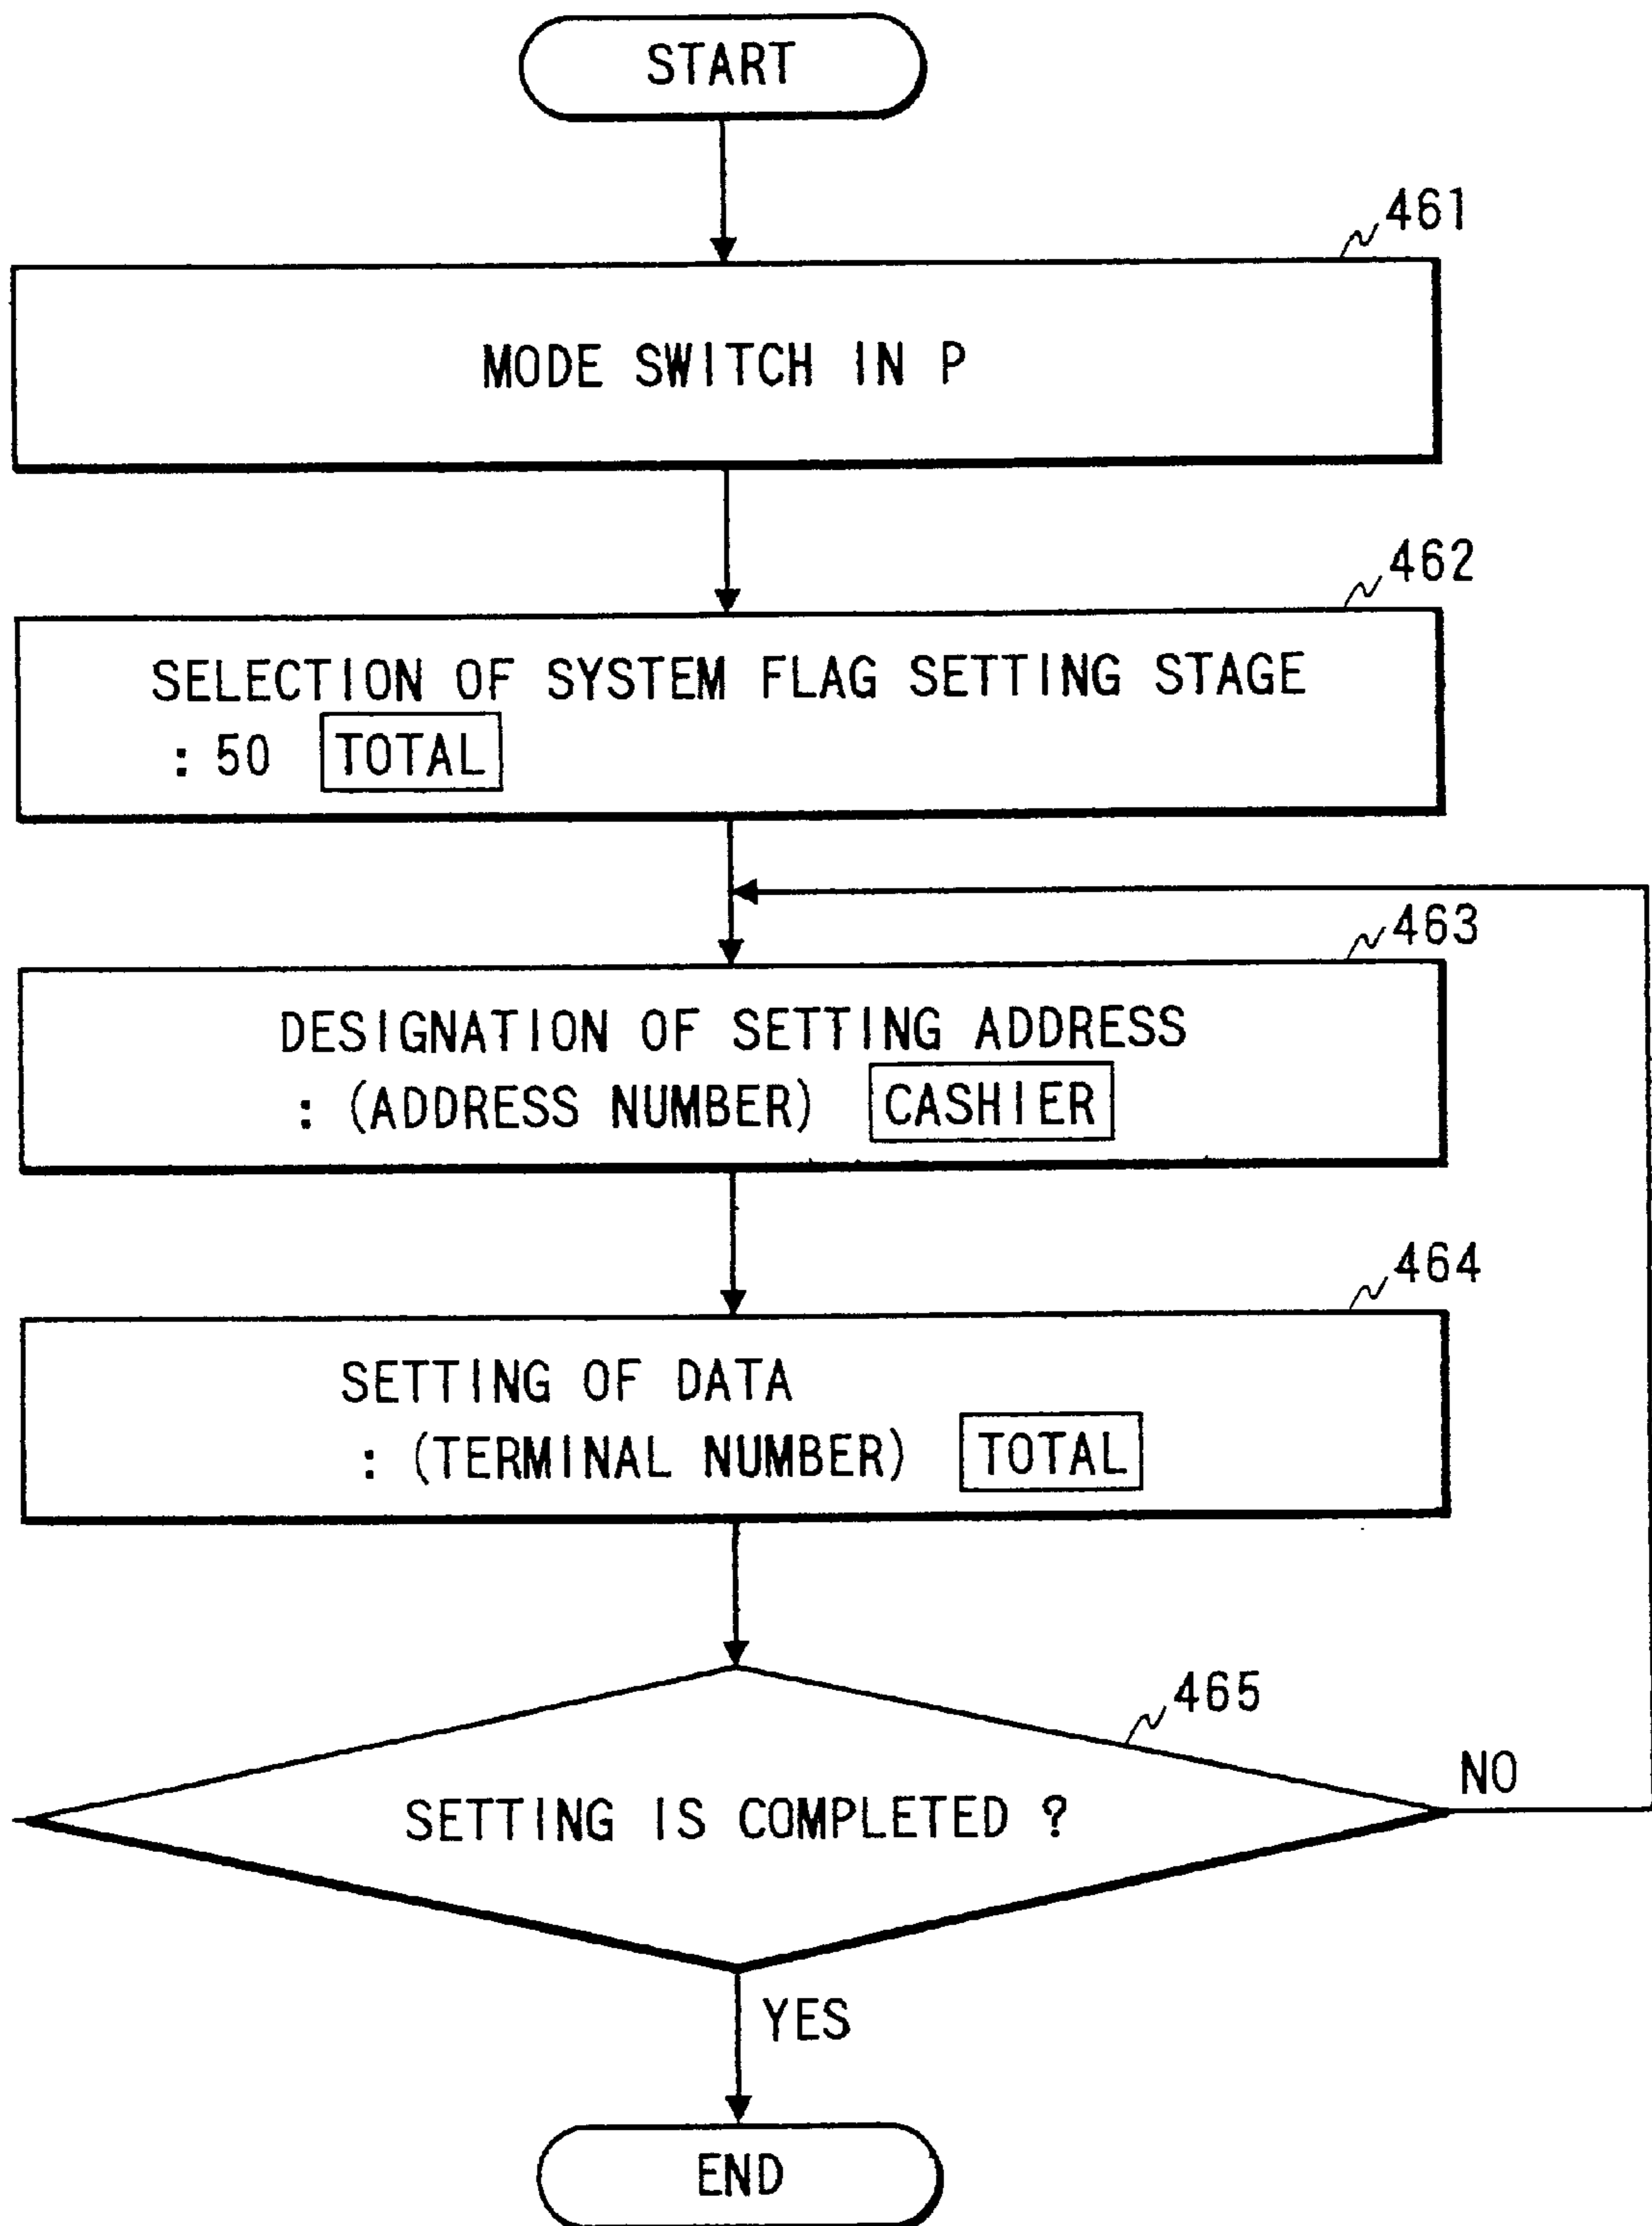 START
461
MODE SWITCH IN P
462
SELECTION OF SYSTEM FLAG SETTING STAGE
: 50 TOTAL
463
DESIGNATION OF SETTING ADDRESS
: (ADDRESS NUMBER) CASHIER
464
SETTING OF DATA
: (TERMINAL NUMBER) TOTAL
465
SETTING IS COMPLETED ?
NO
YES
END